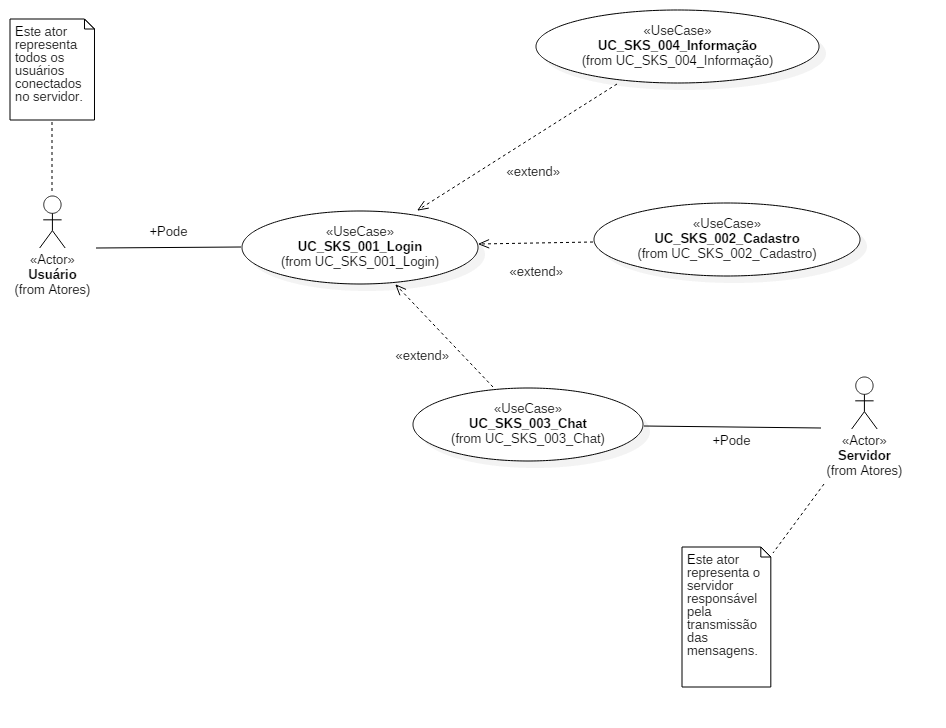 Este ator
representa
todos os
usuários
conectados
no servidor.
«UseCase»
UC_SKS_004_Informação
(from UC_SKS_004_Informação)
«extend»
+Pode
«Actor»
Usuário
(from Atores)
«UseCase»
UC_SKS_001_Login
(from UC_SKS_001_Login)
«UseCase»
UC_SKS_002_Cadastro
(from UC_SKS_002_Cadastro)
«extend»
«extend»
«UseCase»
UC_SKS_003_Chat
(from UC_SKS_003_Chat)
+Pode
«Actor»
Servidor
(from Atores)
Este ator
representa o
servidor
responsável
pela
transmissão
das
mensagens.